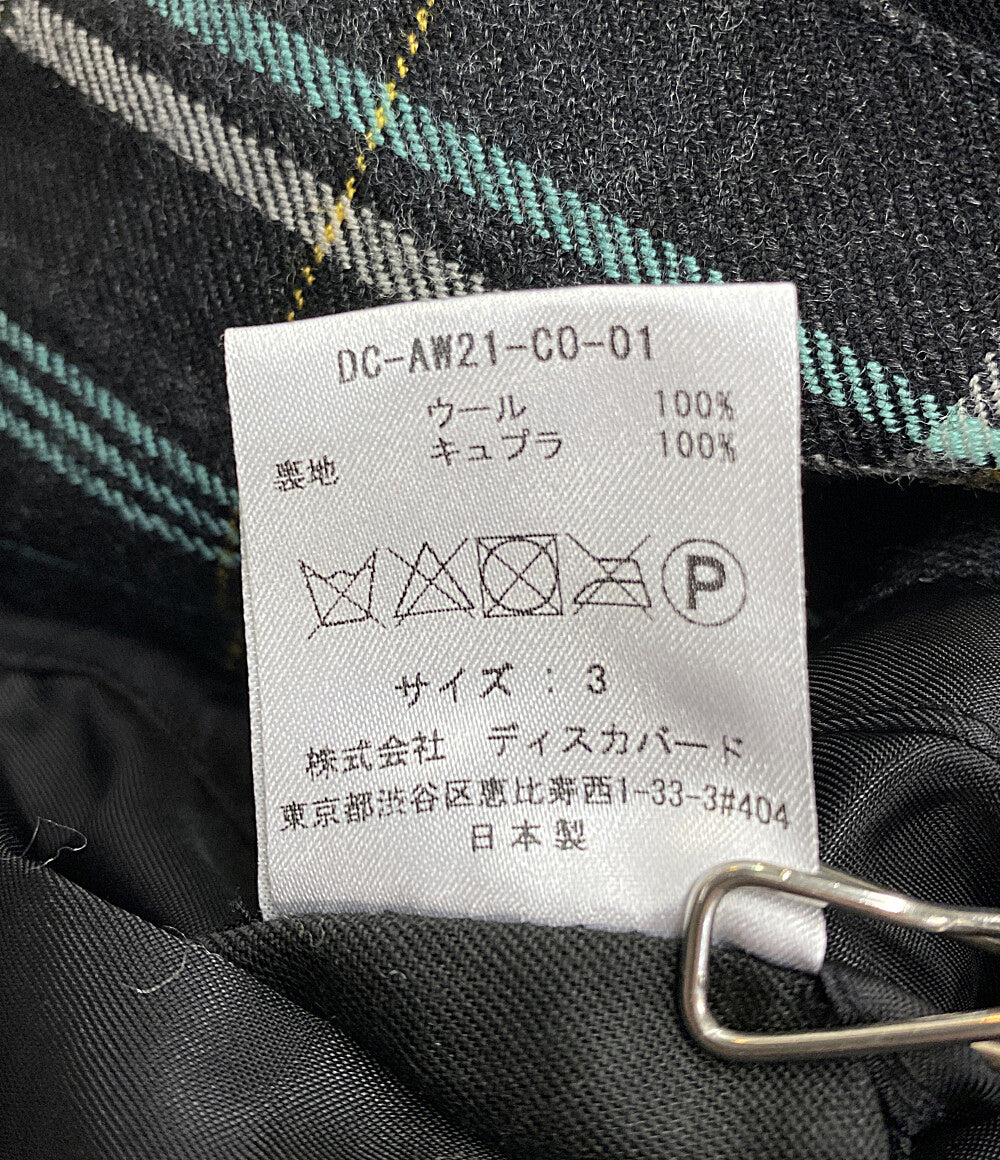 DC-AW21-CO-01
ウール 100%
キュプラ 100%
裏地
P
サイズ : 3
株式会社 ディスカバード
東京都渋谷区恵比寿西1-33-3#404
日本製